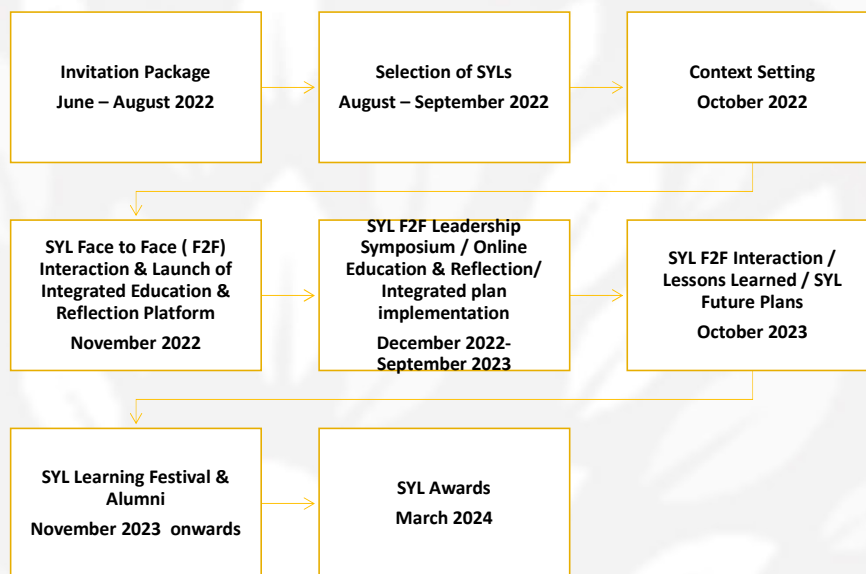 Invitation Package
June – August 2022
Selection of SYLs
August – September 2022
Context Setting
October 2022
SYL Face to Face ( F2F)
Interaction & Launch of
Integrated Education &
Reflection Platform
November 2022
SYL F2F Leadership
Symposium / Online
Education & Reflection/
Integrated plan
implementation
December 2022-
September 2023
SYL F2F Interaction /
Lessons Learned / SYL
Future Plans
October 2023
SYL Learning Festival &
Alumni
November 2023  onwards
SYL Awards
March 2024